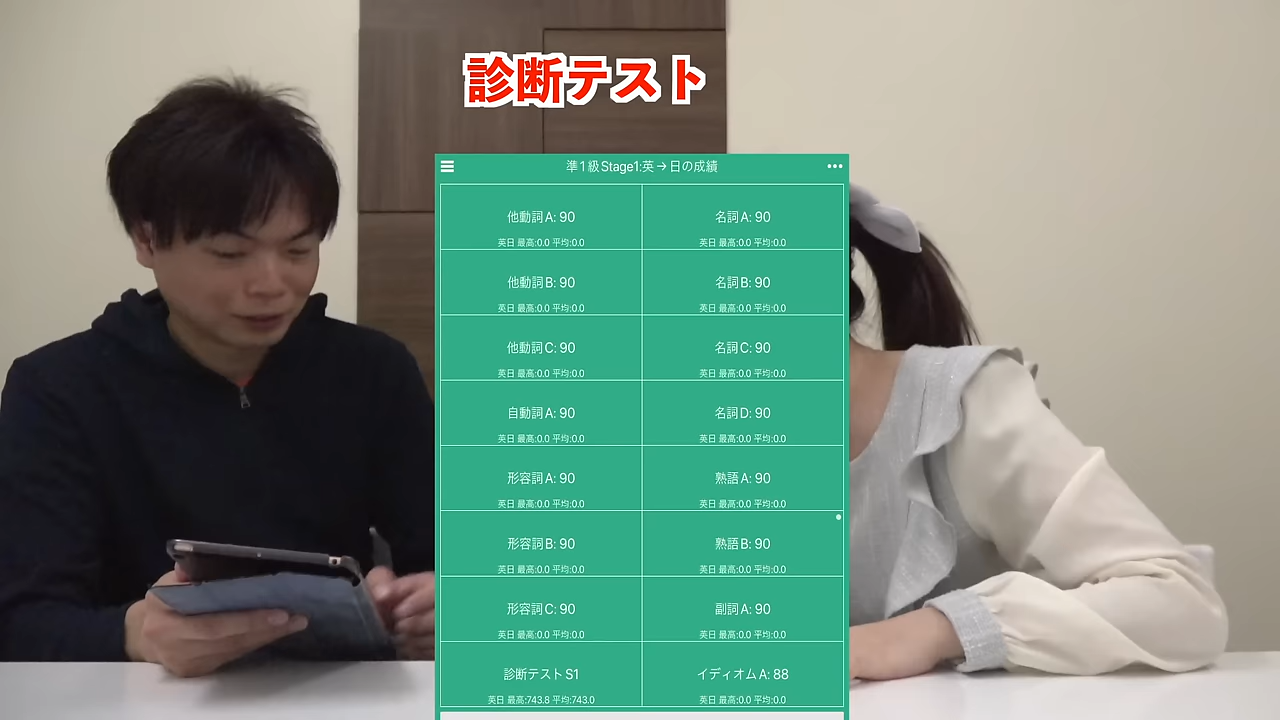 診断テスト
準1級Stage1:英→日の成績
他動詞A: 90
英日 最高:0.0 平均:0.0
名詞A: 90
英日 最高:0.0 平均:0.0
他動詞B: 90
英日 最高:0.0 平均:0.0
名詞B: 90
英日 最高:0.0 平均:0.0
他動詞C: 90
英日 最高:0.0 平均:0.0
名詞C: 90
英日 最高:0.0 平均:0.0
自動詞A: 90
英日 最高:0.0 平均:0.0
名詞D: 90
英日 最高:0.0 平均:0.0
形容詞A: 90
英日 最高:0.0 平均:0.0
熟語A: 90
英日 最高:0.0 平均:0.0
形容詞B: 90
英日 最高:0.0 平均:0.0
熟語B: 90
英日 最高:0.0 平均:0.0
形容詞C: 90
英日 最高:0.0 平均:0.0
副詞A: 90
英日 最高:0.0 平均:0.0
診断テストS1
英日 最高:743.8 平均:743.0
イディオムA: 88
英日 最高:0.0 平均:0.0